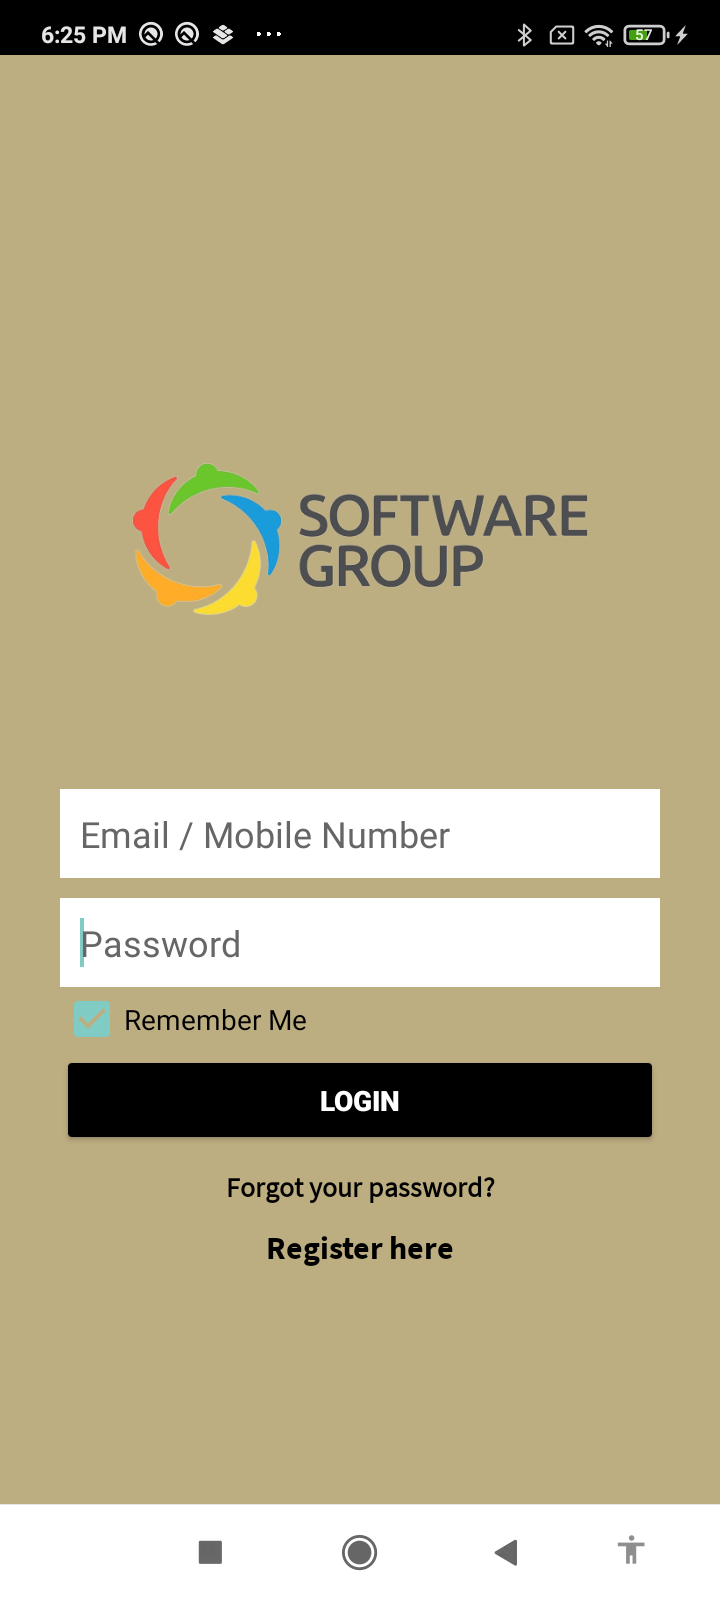 6:25 PM
57
SOFTWARE
GROUP
Email / Mobile Number
Password
Remember Me
LOGIN
Forgot your password?
Register here